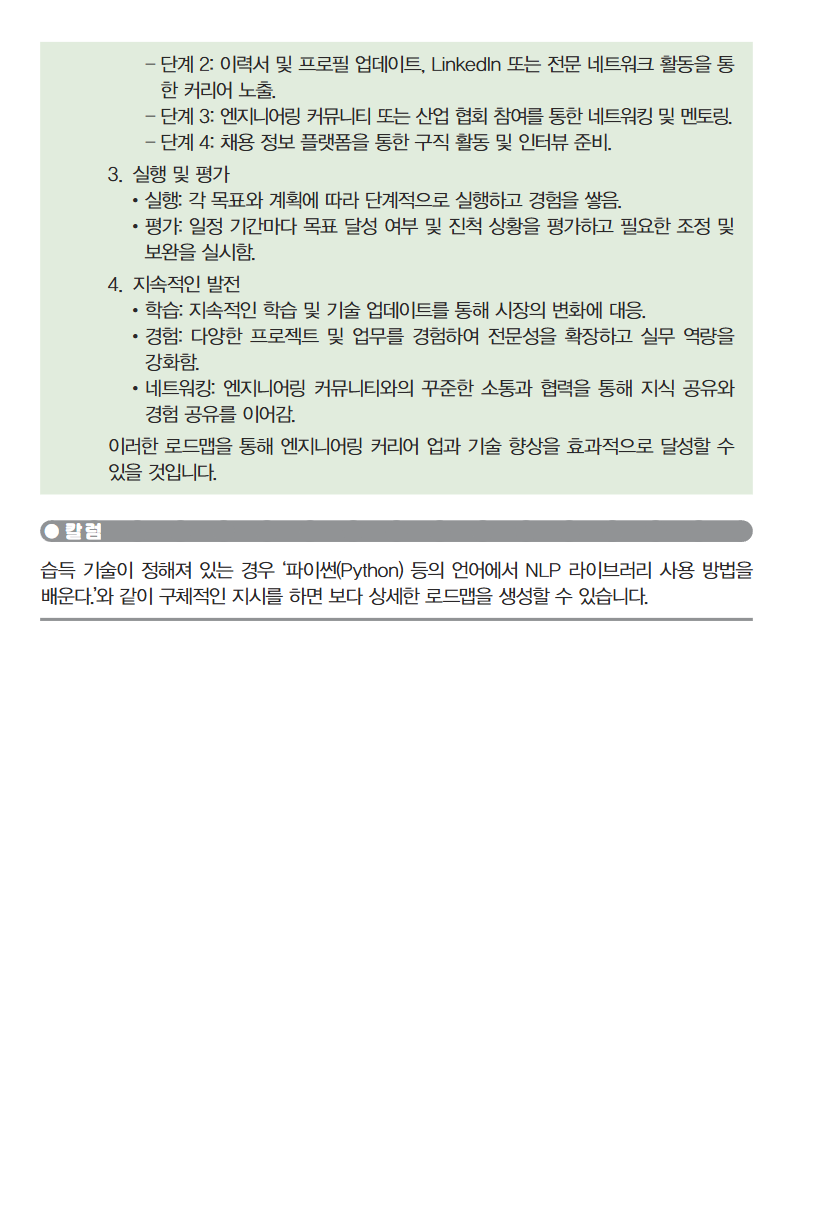 – 단계 2: 이력서 및 프로필 업데이트, LinkedIn 또는 전문 네트워크 활동을 통
한 커리어 노출.
– 단계 3: 엔지니어링 커뮤니티 또는 산업 협회 참여를 통한 네트워킹 및 멘토링.
– 단계 4: 채용 정보 플랫폼을 통한 구직 활동 및 인터뷰 준비.
3. 실행 및 평가
• 실행: 각 목표와 계획에 따라 단계적으로 실행하고 경험을 쌓음.
• 평가: 일정 기간마다 목표 달성 여부 및 진척 상황을 평가하고 필요한 조정 및
보완을 실시함.
4. 지속적인 발전
• 학습: 지속적인 학습 및 기술 업데이트를 통해 시장의 변화에 대응.
• 경험: 다양한 프로젝트 및 업무를 경험하여 전문성을 확장하고 실무 역량을
강화함.
• 네트워킹: 엔지니어링 커뮤니티와의 꾸준한 소통과 협력을 통해 지식 공유와
경험 공유를 이어감.
이러한 로드맵을 통해 엔지니어링 커리어 업과 기술 향상을 효과적으로 달성할 수
있을 것입니다.
● 칼럼
습득 기술이 정해져 있는 경우 ‘파이썬(Python) 등의 언어에서 NLP 라이브러리 사용 방법을
배운다.’와 같이 구체적인 지시를 하면 보다 상세한 로드맵을 생성할 수 있습니다.